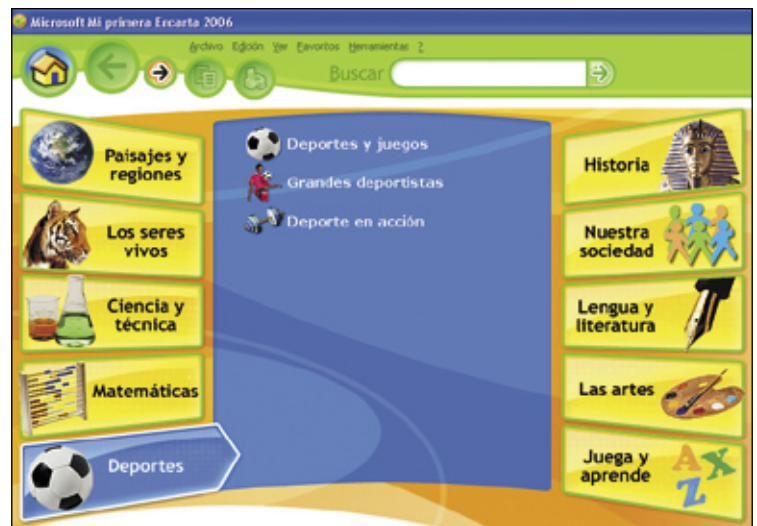 Microsoft Mi primera Encarta 2006
Archivo Edición Ver Favoritos Herramientas ?
Buscar
Paisajes y
regiones
Los seres
vivos
Ciencia y
técnica
Matemáticas
Deportes
Deportes y juegos
Grandes deportistas
Deporte en acción
Historia
Nuestra
sociedad
Lengua y
literatura
Las artes
Juega y
aprende
A X
Z